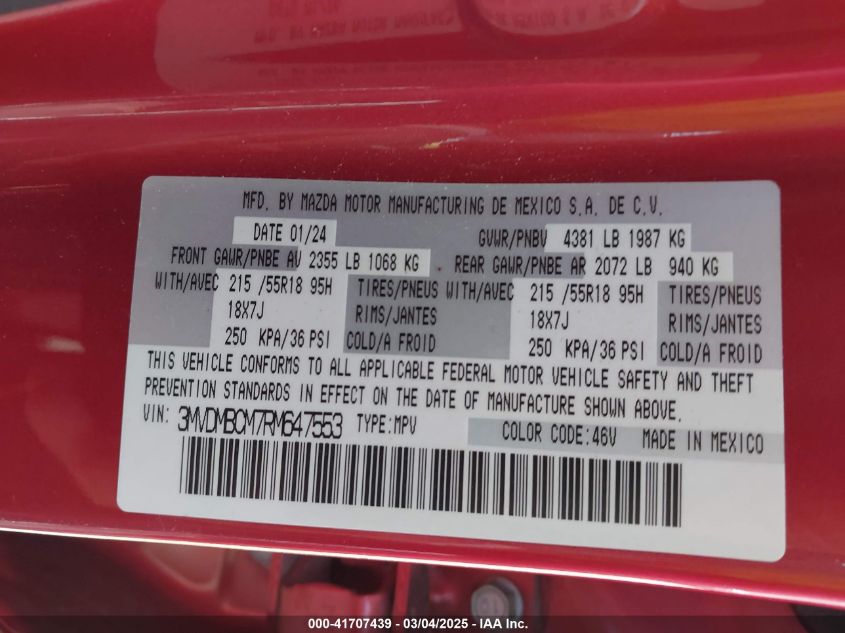 MFD. BY MAZDA MOTOR MANUFACTURING DE MEXICO S.A. DE C.V.
DATE 01/24 GVWR/PNBV 4381 LB 1987 KG
FRONT GAWR/PNBE AV 2355 LB 1068 KG REAR GAWR/PNBE AR 2072 LB 940 KG
WITH/AVEC 215 /55R18 95H TIRES/PNEUS WITH/AVEC 215 /55R18 95H TIRES/PNEUS
18X7J RIMS/JANTES 18X7J RIMS/JANTES
250 KPA/36 PSI COLD/A FROID 250 KPA/36 PSI COLD/A FROID
THIS VEHICLE CONFORMS TO ALL APPLICABLE FEDERAL MOTOR VEHICLE SAFETY AND THEFT
PREVENTION STANDARDS IN EFFECT ON THE DATE OF MANUFACTURE SHOWN ABOVE.
VIN: 3MVDMBCM7RM647553 TYPE:MPV COLOR CODE:46V MADE IN MEXICO
000-41707439 - 03/04/2025 - IAA Inc.